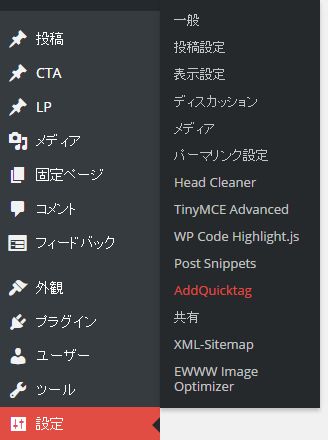 投稿
CTA
LP
メディア
固定ページ
コメント
フィードバック
外観
プラグイン
ユーザー
ツール
設定
一般
投稿設定
表示設定
ディスカッション
メディア
パーマリンク設定
Head Cleaner
TinyMCE Advanced
WP Code Highlight.js
Post Snippets
AddQuicktag
共有
XML-Sitemap
EWWW Image
Optimizer